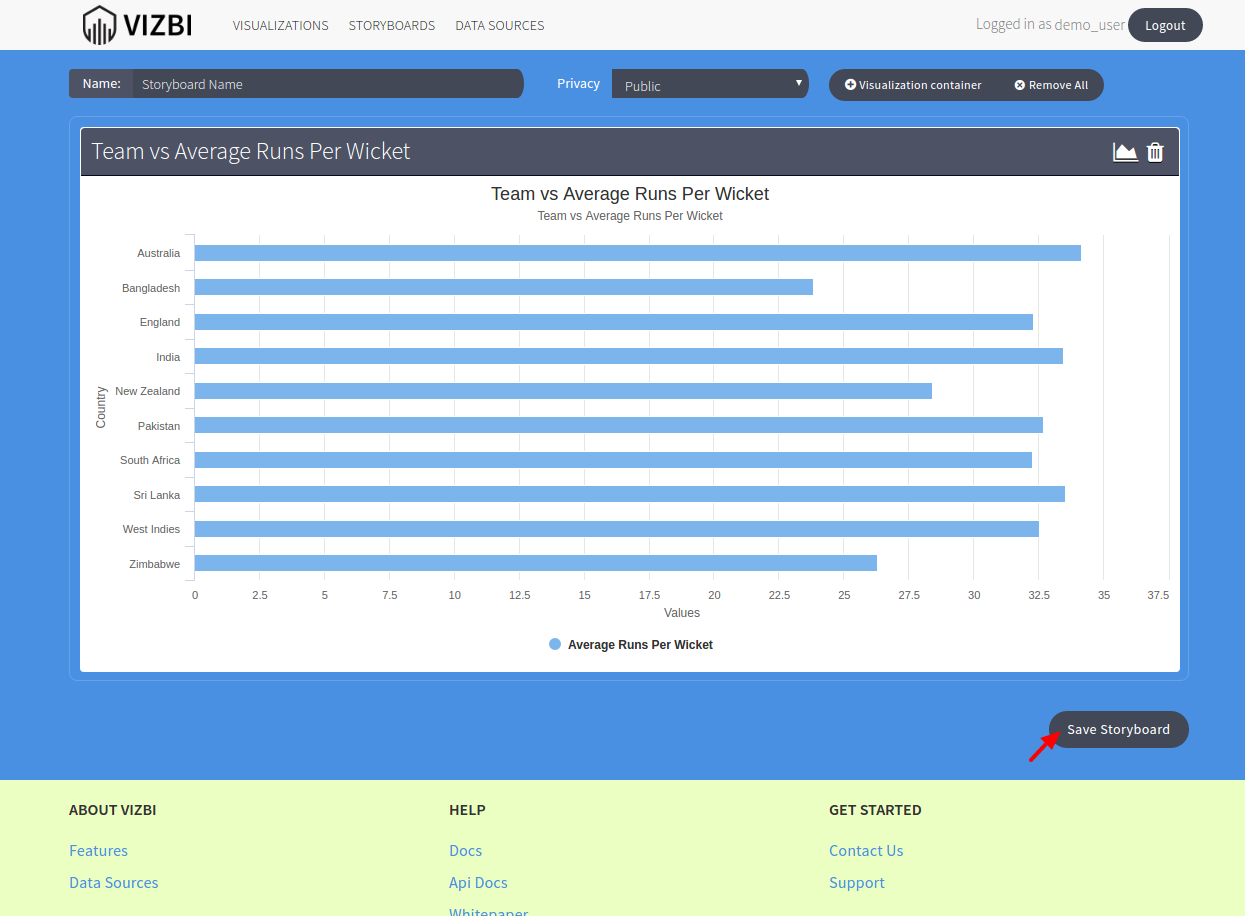 VIZBI VISUALIZATIONS STORYBOARDS DATA SOURCES Logged in as demo_user Logout
Name: Storyboard Name Privacy Public Visualization container Remove All
Team vs Average Runs Per Wicket
Team vs Average Runs Per Wicket
Team vs Average Runs Per Wicket
Country
Australia
Bangladesh
England
India
New Zealand
Pakistan
South Africa
Sri Lanka
West Indies
Zimbabwe
0 2.5 5 7.5 10 12.5 15 17.5 20 22.5 25 27.5 30 32.5 35 37.5
Values
Average Runs Per Wicket
Save Storyboard
ABOUT VIZBI HELP GET STARTED
Features Docs Contact Us
Data Sources Api Docs Support
Whitepaper